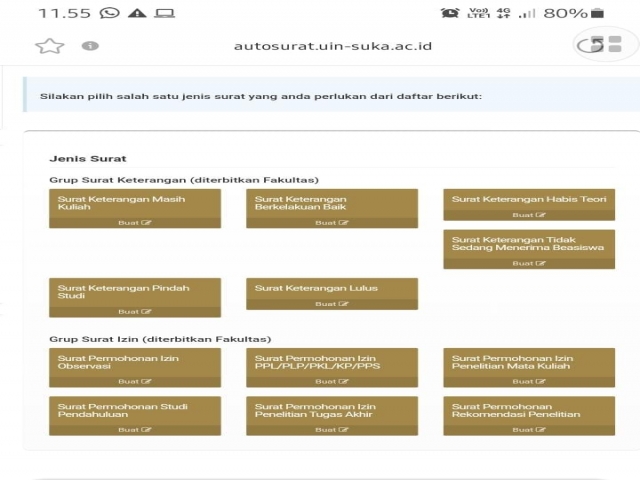 11.55
Voo) 4G
LTE1
80%
autosurat.uin-suka.ac.id
Silakan pilih salah satu jenis surat yang anda perlukan dari daftar berikut:
Jenis Surat
Grup Surat Keterangan (diterbitkan Fakultas)
Surat Keterangan Masih
Kuliah
Buat
Surat Keterangan
Berkelakuan Baik
Buat
Surat Keterangan Habis Teori
Buat
Surat Keterangan Tidak
Sedang Menerima Beasiswa
Buat
Surat Keterangan Pindah
Studi
Buat
Surat Keterangan Lulus
Buat
Grup Surat Izin (diterbitkan Fakultas)
Surat Permohonan Izin
Observasi
Buat
Surat Permohonan Izin
PPL/PLP/PKL/KP/PPS
Buat
Surat Permohonan Izin
Penelitian Mata Kuliah
Buat
Surat Permohonan Studi
Pendahuluan
Buat
Surat Permohonan Izin
Penelitian Tugas Akhir
Buat
Surat Permohonan
Rekomendasi Penelitian
Buat